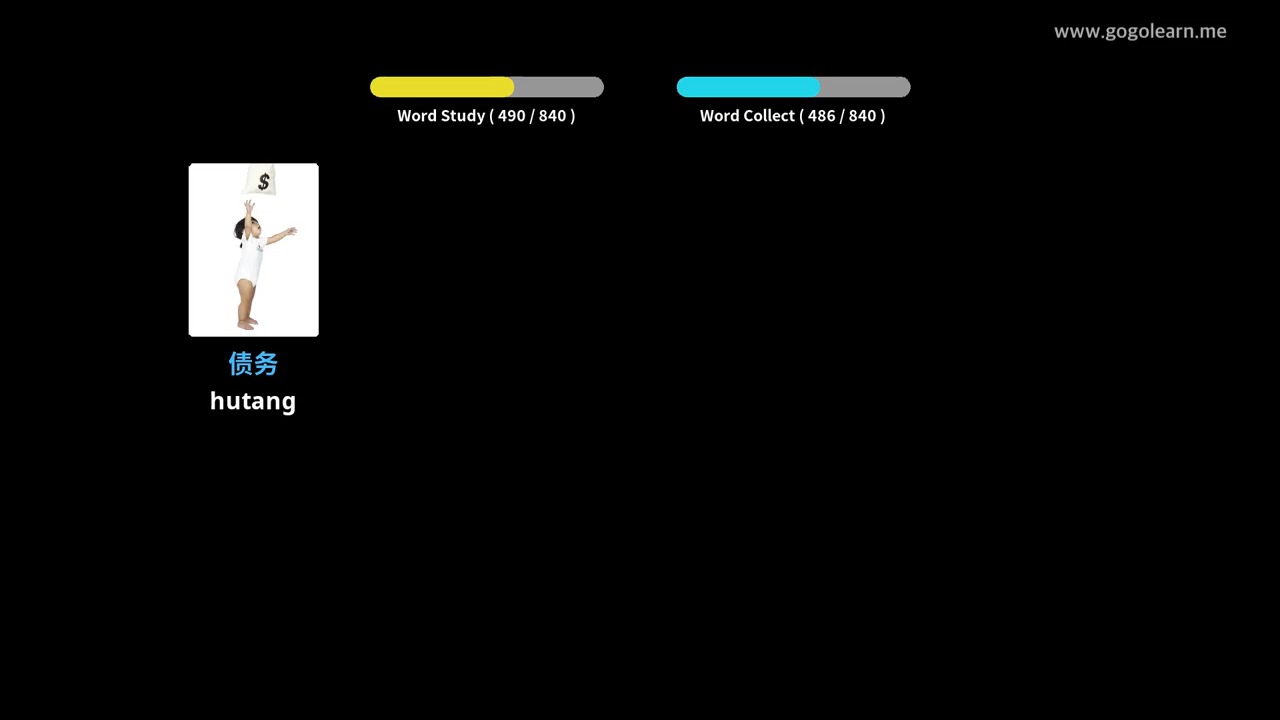 www.gogolearn.me
Word Study ( 490 / 840 )
Word Collect ( 486 / 840 )
$
债务
hutang